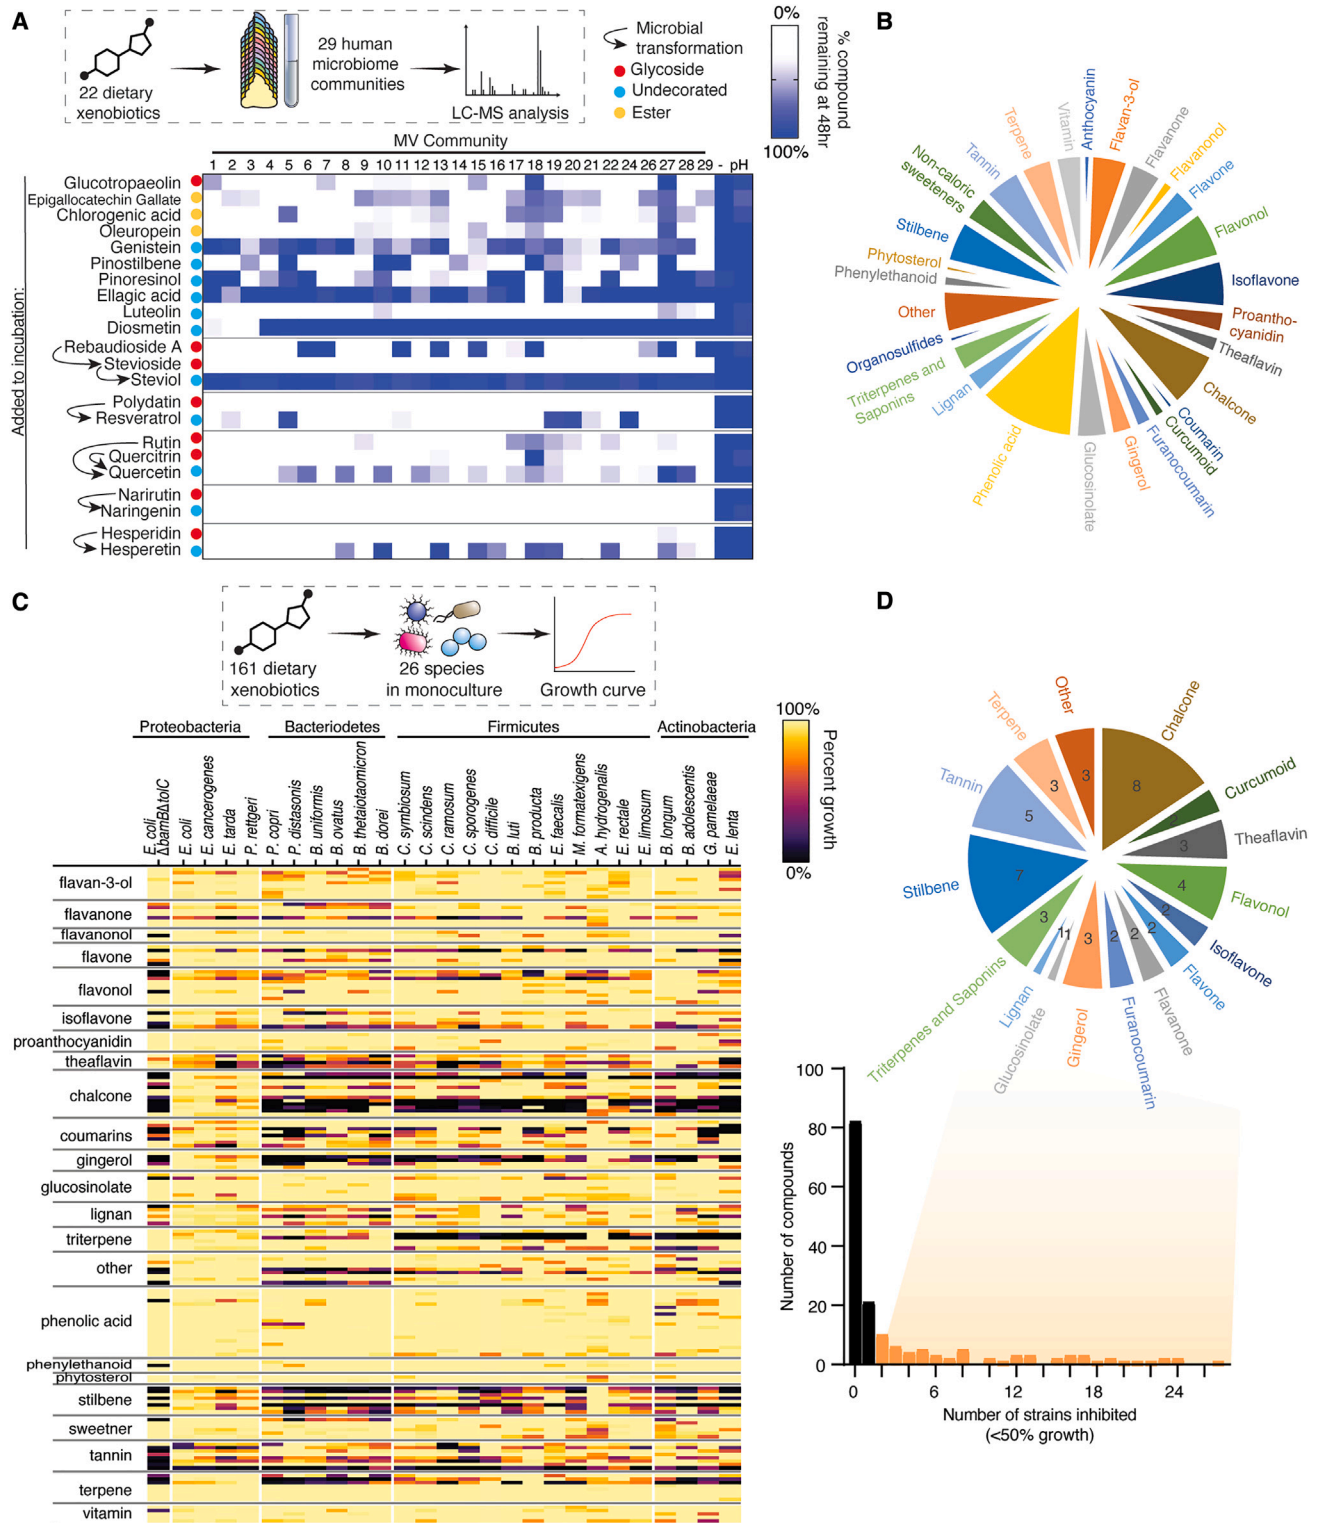 A
22 dietary
xenobiotics
29 human
microbiome
communities
LC-MS analysis
Microbial
transformation
Glycoside
Undecorated
Ester
0%
100%
% compound
remaining at 48hr
MV Community
1 2 3 4 5 6 7 8 9 10 11 12 13 14 15 16 17 18 19 20 21 22 24 26 27 28 29 - pH
Added to incubation:
Glucotropaeolin
Epigallocatechin Gallate
Chlorogenic acid
Oleuropein
Genistein
Pinostilbene
Pinoresinol
Ellagic acid
Luteolin
Diosmetin
Rebaudioside A
Stevioside
Steviol
Polydatin
Resveratrol
Rutin
Quercitrin
Quercetin
Narirutin
Naringenin
Hesperidin
Hesperetin
B
Anthocyanin
Flavan-3-ol
Flavanone
Flavanonol
Flavone
Flavonol
Isoflavone
Proantho-
cyanidin
Theaflavin
Chalcone
Coumarin
Curcumoid
Furanocoumarin
Gingerol
Glucosinolate
Phenolic acid
Lignan
Triterpenes and
Saponins
Organosulfides
Other
Phenylethanoid
Phytosterol
Stilbene
Non-caloric
sweeteners
Tannin
Terpene
Vitamin
C
161 dietary
xenobiotics
26 species
in monoculture
Growth curve
Proteobacteria
Bacteriodetes
Firmicutes
Actinobacteria
100%
0%
Percent growth
E. coli
ΔbamBΔtolC
E. coli
E. cancerogenes
E. tarda
P. rettgeri
P. copri
P. distasonis
B. uniformis
B. ovatus
B. thetaiotaomicron
B. dorei
C. symbiosum
C. scindens
C. ramosum
C. sporogenes
C. difficile
B. luti
B. producta
E. faecalis
M. formatexigens
A. hydrogenalis
E. rectale
E. limosum
B. longum
B. adolescentis
G. pamelaeae
E. lenta
flavan-3-ol
flavanone
flavanonol
flavone
flavonol
isoflavone
proanthocyanidin
theaflavin
chalcone
coumarins
gingerol
glucosinolate
lignan
triterpene
other
phenolic acid
phenylethanoid
phytosterol
stilbene
sweetner
tannin
terpene
vitamin
D
Chalcone
8
Curcumoid
2
Theaflavin
3
Flavonol
4
Isoflavone
2
Flavone
2
Flavanone
2
Furanocoumarin
2
Gingerol
3
Glucosinolate
1
Lignan
1
Triterpenes and Saponins
3
Stilbene
7
Tannin
5
Terpene
3
Other
3
Number of compounds
100
80
60
40
20
0
0 6 12 18 24
Number of strains inhibited
(<50% growth)